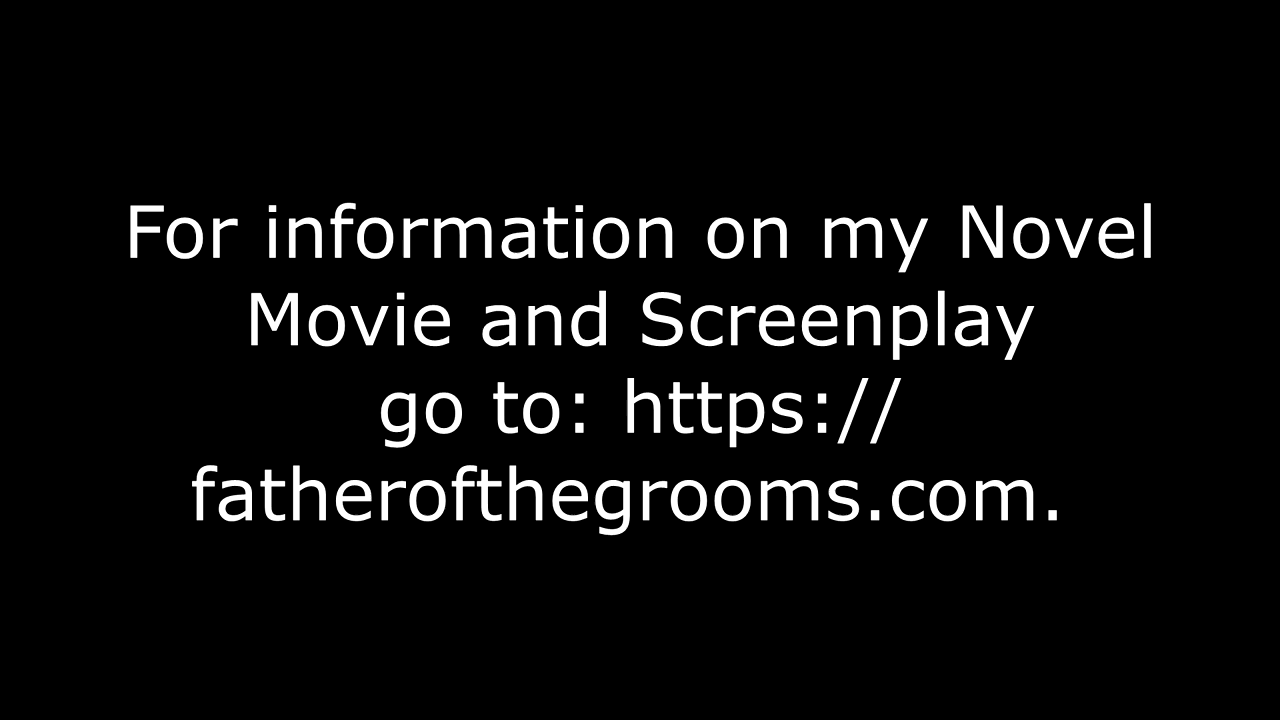 For information on my Novel
Movie and Screenplay
go to: https://
fatherofthegrooms.com.